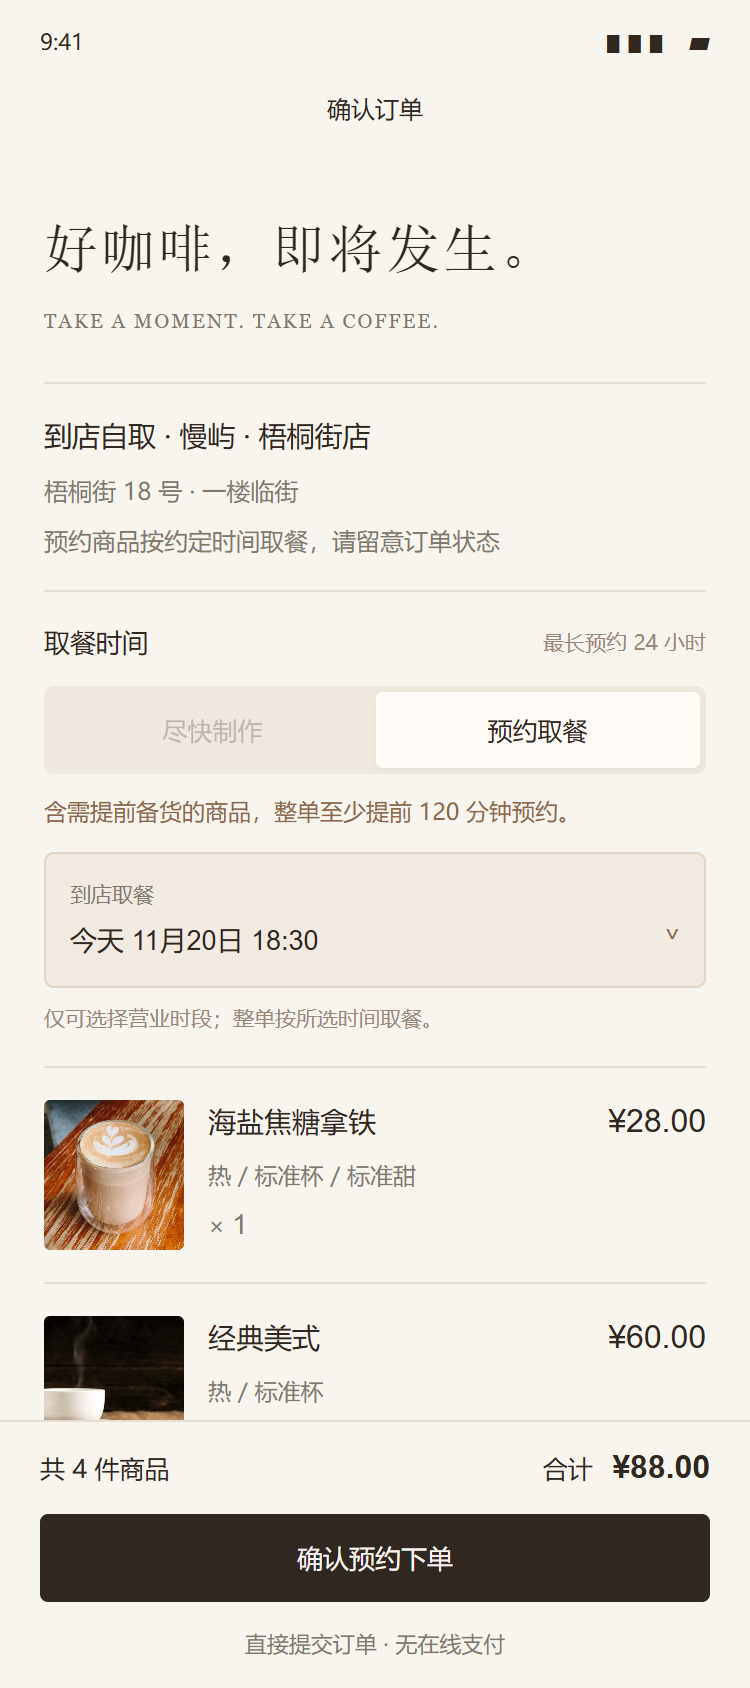 9:41
确认订单
好咖啡，即将发生。
TAKE A MOMENT. TAKE A COFFEE.
到店自取 · 慢屿 · 梧桐街店
梧桐街 18 号 · 一楼临街
预约商品按约定时间取餐，请留意订单状态
取餐时间
最长预约 24 小时
尽快制作
预约取餐
含需提前备货的商品，整单至少提前 120 分钟预约。
到店取餐
今天 11月20日 18:30
仅可选择营业时段；整单按所选时间取餐。
海盐焦糖拿铁
¥28.00
热 / 标准杯 / 标准甜
× 1
经典美式
¥60.00
热 / 标准杯
共 4 件商品
合计 ¥88.00
确认预约下单
直接提交订单 · 无在线支付